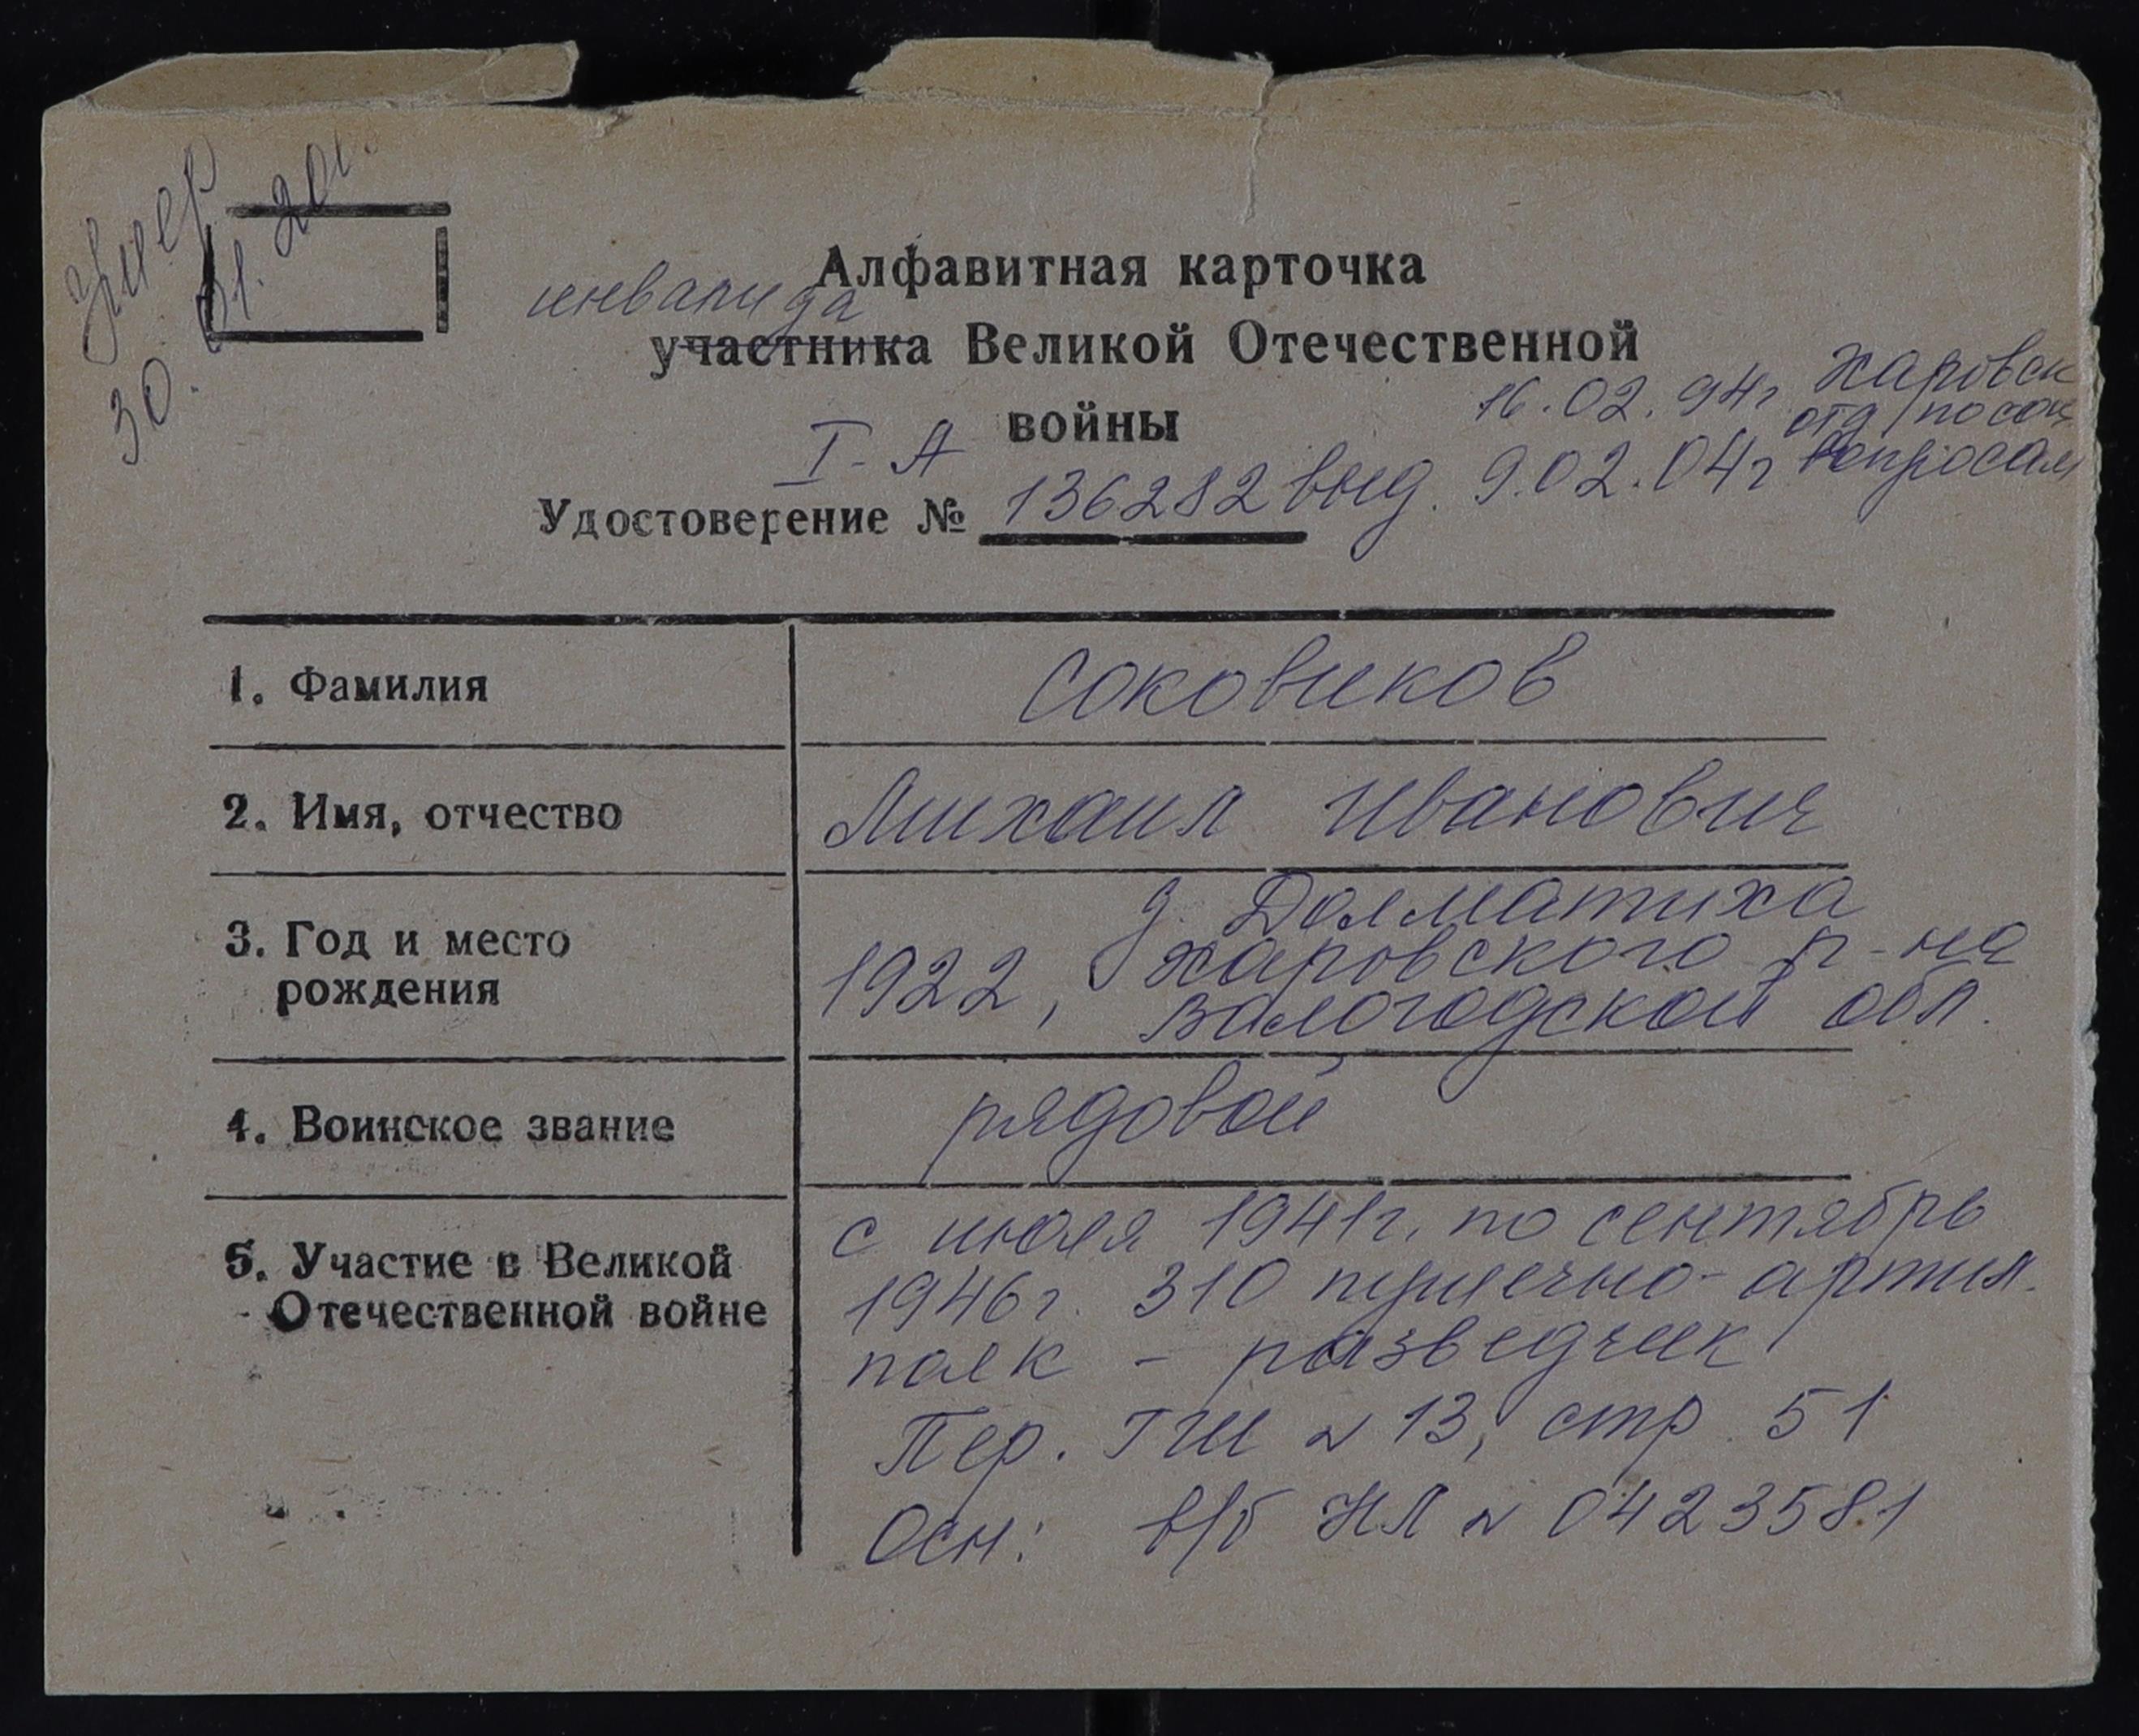 умер
30.01.201
Алфавитная карточка
инвалида
участника Великой Отечественной
войны
16.02.94г Харовск
отд по соц
вопросам
I-А
Удостоверение № 136282 выд. 9.02.04г
1. Фамилия
Соковиков
2. Имя, отчество
Михаил Иванович
3. Год и место
рождения
1922, д. Долматиха
Харовского р-на
Вологодской обл.
4. Воинское звание
рядовой
5. Участие в Великой
Отечественной войне
с июля 1941г. по сентябрь
1946г. 310 пушечно-артил.
полк - разведчик
Пер. ГШ № 13, стр. 51
Осн: в/б НЛ № 0423581